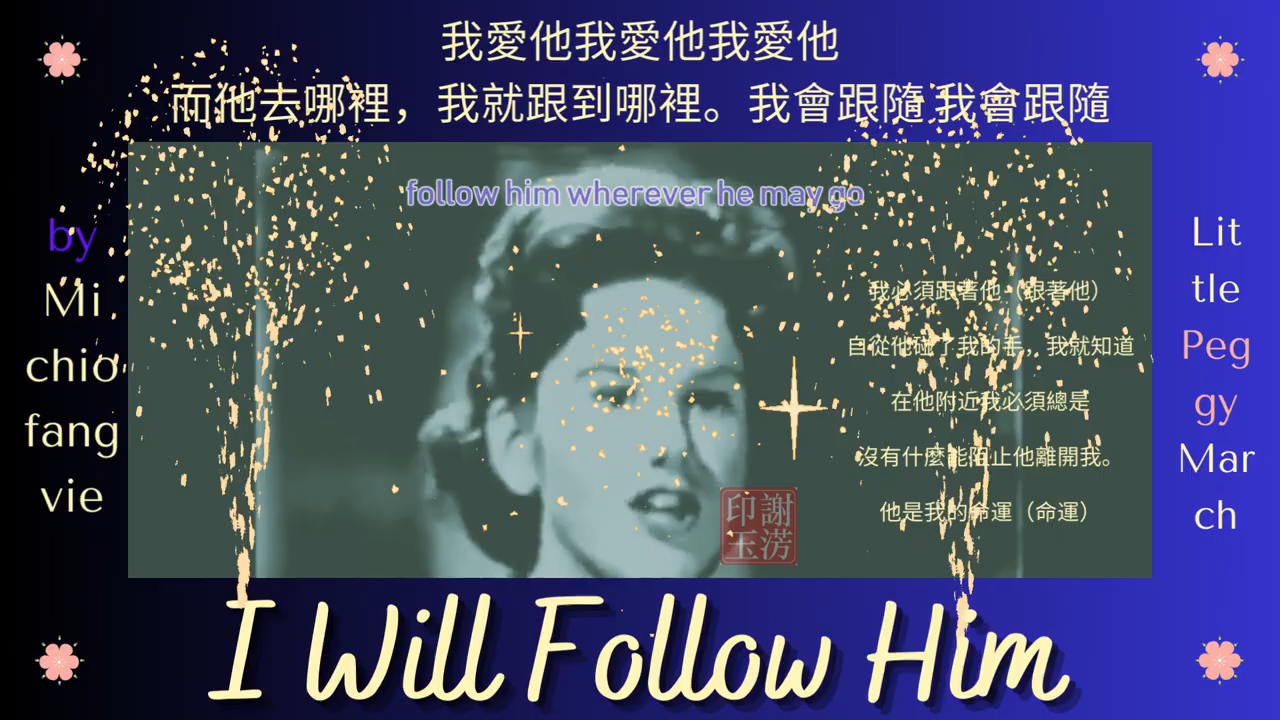 我愛他我愛他我愛他
而他去哪裡，我就跟到哪裡。我會跟隨 我會跟隨
follow him wherever he may go
by
Mi
chio
fang
vie
我必須跟著他（跟著他）
自從他碰了我的手，我就知道
在他附近我必須總是
沒有什麼能阻止他離開我。
他是我的命運（命運）
Lit
tle
Peg
gy
Mar
ch
謝
淓
印
玉
I Will Follow Him